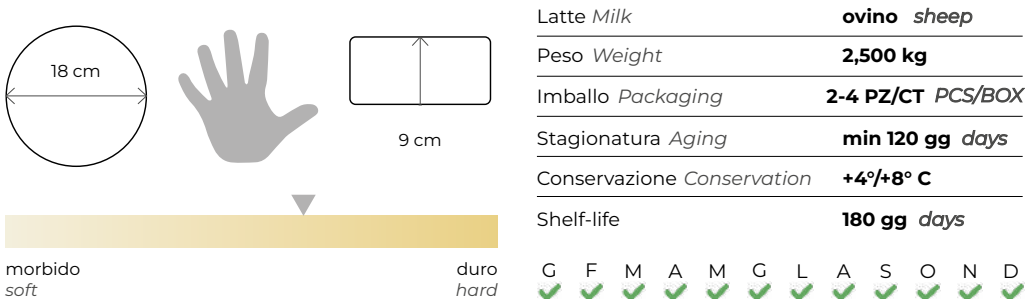 18 cm
9 cm
morbido
soft
duro
hard
Latte Milk ovino sheep
Peso Weight 2,500 kg
Imballo Packaging 2-4 PZ/CT PCS/BOX
Stagionatura Aging min 120 gg days
Conservazione Conservation +4°/+8° C
Shelf-life 180 gg days
G F M A M G L A S O N D